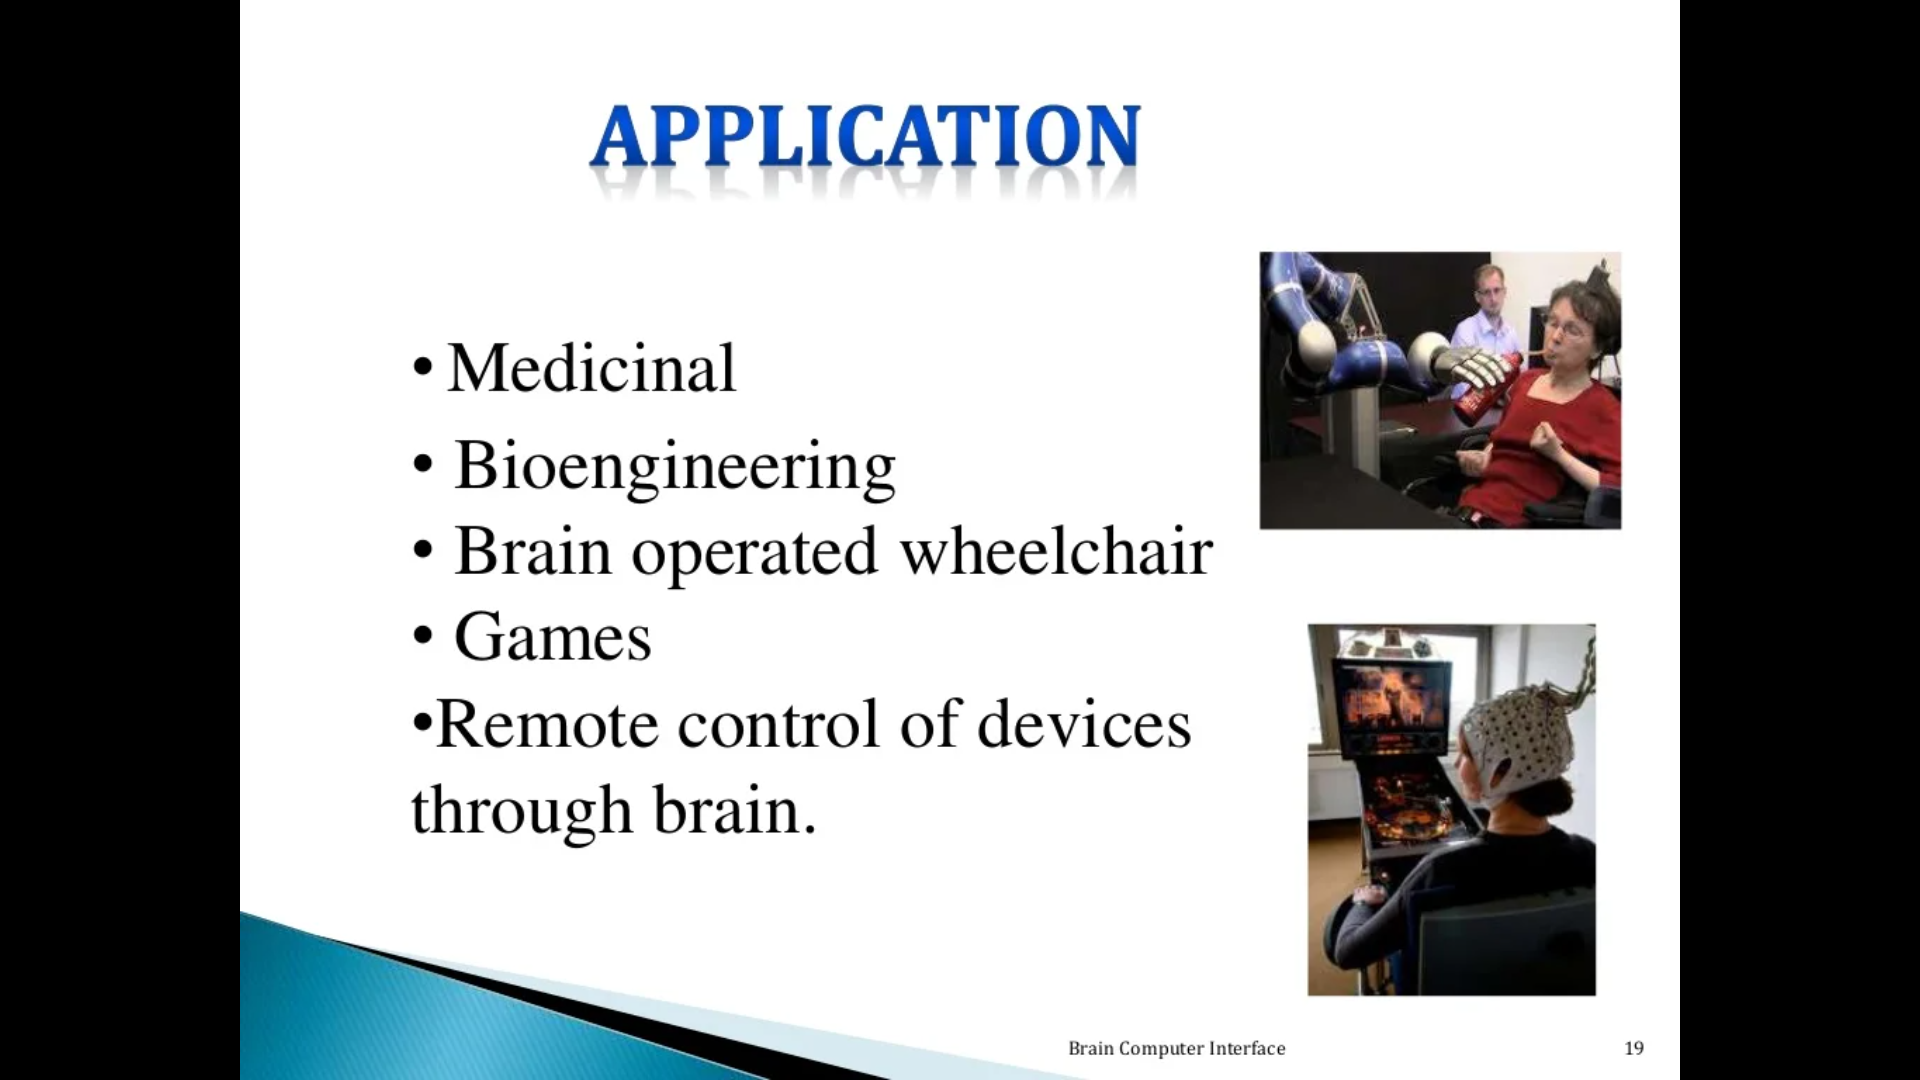 APPLICATION
• Medicinal
• Bioengineering
• Brain operated wheelchair
• Games
•Remote control of devices
through brain.
Brain Computer Interface
19